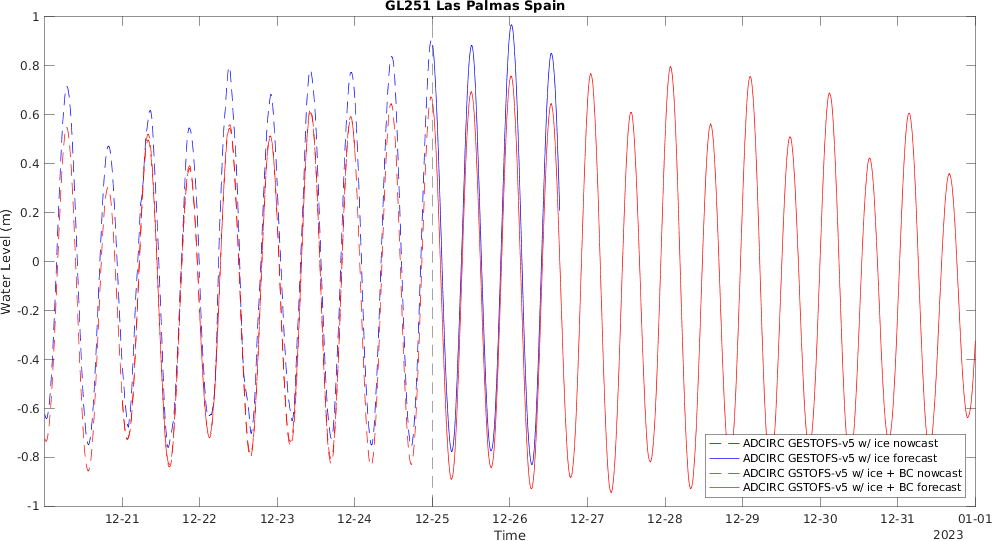 GL251 Las Palmas Spain
1
0.8
0.6
0.4
0.2
0
-0.2
-0.4
-0.6
-0.8
-1
Water Level (m)
ADCIRC GESTOFS-v5 w/ ice nowcast
ADCIRC GESTOFS-v5 w/ ice forecast
ADCIRC GSTOFS-v5 w/ ice + BC nowcast
ADCIRC GSTOFS-v5 w/ ice + BC forecast
12-21 12-22 12-23 12-24 12-25 12-26 12-27 12-28 12-29 12-30 12-31 01-01
Time 2023